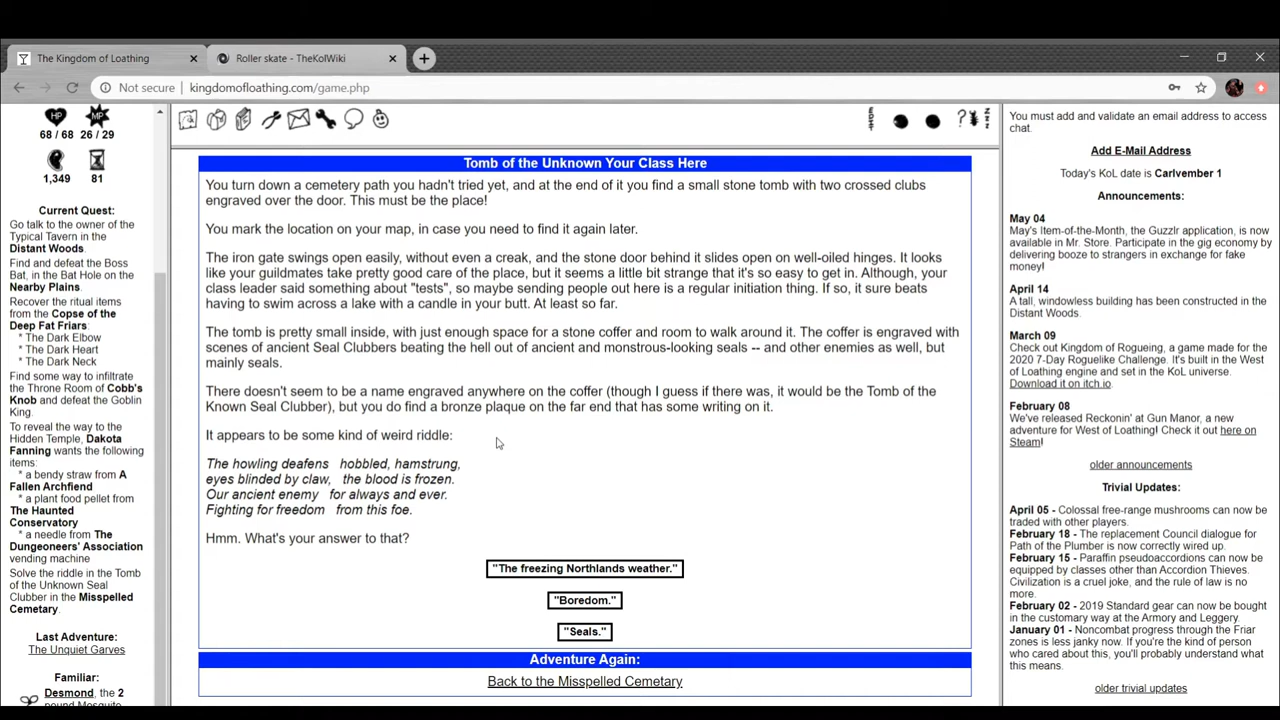 The Kingdom of Loathing
Roller skate - TheKolWiki
Not secure kingdomofloathing.com/game.php
HP MP
68 / 68 26 / 29
1,349 81
Current Quest:
Go talk to the owner of the
Typical Tavern in the
Distant Woods.
Find and defeat the Boss
Bat, in the Bat Hole on the
Nearby Plains.
Recover the ritual items
from the Copse of the
Deep Fat Friars:
* The Dark Elbow
* The Dark Heart
* The Dark Neck
Find some way to infiltrate
the Throne Room of Cobb's
Knob and defeat the Goblin
King.
To reveal the way to the
Hidden Temple, Dakota
Fanning wants the following
items:
* a bendy straw from A
Fallen Archfiend
* a plant food pellet from
The Haunted
Conservatory
* a needle from The
Dungeoneers' Association
vending machine
Solve the riddle in the Tomb
of the Unknown Seal
Clubber in the Misspelled
Cemetary.
Last Adventure:
The Unquiet Garves
Familiar:
Desmond, the 2
pound Mosquito
Tomb of the Unknown Your Class Here
You turn down a cemetery path you hadn't tried yet, and at the end of it you find a small stone tomb with two crossed clubs
engraved over the door. This must be the place!
You mark the location on your map, in case you need to find it again later.
The iron gate swings open easily, without even a creak, and the stone door behind it slides open on well-oiled hinges. It looks
like your guildmates take pretty good care of the place, but it seems a little bit strange that it's so easy to get in. Although, your
class leader said something about "tests", so maybe sending people out here is a regular initiation thing. If so, it sure beats
having to swim across a lake with a candle in your butt. At least so far.
The tomb is pretty small inside, with just enough space for a stone coffer and room to walk around it. The coffer is engraved with
scenes of ancient Seal Clubbers beating the hell out of ancient and monstrous-looking seals -- and other enemies as well, but
mainly seals.
There doesn't seem to be a name engraved anywhere on the coffer (though I guess if there was, it would be the Tomb of the
Known Seal Clubber), but you do find a bronze plaque on the far end that has some writing on it.
It appears to be some kind of weird riddle:
The howling deafens hobbled, hamstrung,
eyes blinded by claw, the blood is frozen.
Our ancient enemy for always and ever.
Fighting for freedom from this foe.
Hmm. What's your answer to that?
"The freezing Northlands weather."
"Boredom."
"Seals."
Adventure Again:
Back to the Misspelled Cemetary
You must add and validate an email address to access
chat.
Add E-Mail Address
Today's KoL date is Carlvember 1
Announcements:
May 04
May's Item-of-the-Month, the Guzzlr application, is now
available in Mr. Store. Participate in the gig economy by
delivering booze to strangers in exchange for fake
money!
April 14
A tall, windowless building has been constructed in the
Distant Woods.
March 09
Check out Kingdom of Rogueing, a game made for the
2020 7-Day Roguelike Challenge. It's built in the West
of Loathing engine and set in the KoL universe.
Download it on itch.io.
February 08
We've released Reckonin' at Gun Manor, a new
adventure for West of Loathing! Check it out here on
Steam!
older announcements
Trivial Updates:
April 05 - Colossal free-range mushrooms can now be
traded with other players.
February 18 - The replacement Council dialogue for
Path of the Plumber is now correctly wired up.
February 15 - Paraffin pseudoaccordions can now be
equipped by classes other than Accordion Thieves.
Civilization is a cruel joke, and the rule of law is no
more.
February 02 - 2019 Standard gear can now be bought
in the customary way at the Armory and Leggery.
January 01 - Noncombat progress through the Friar
zones is less janky now. If you're the kind of person
who cared about this, you'll probably understand what
this means.
older trivial updates